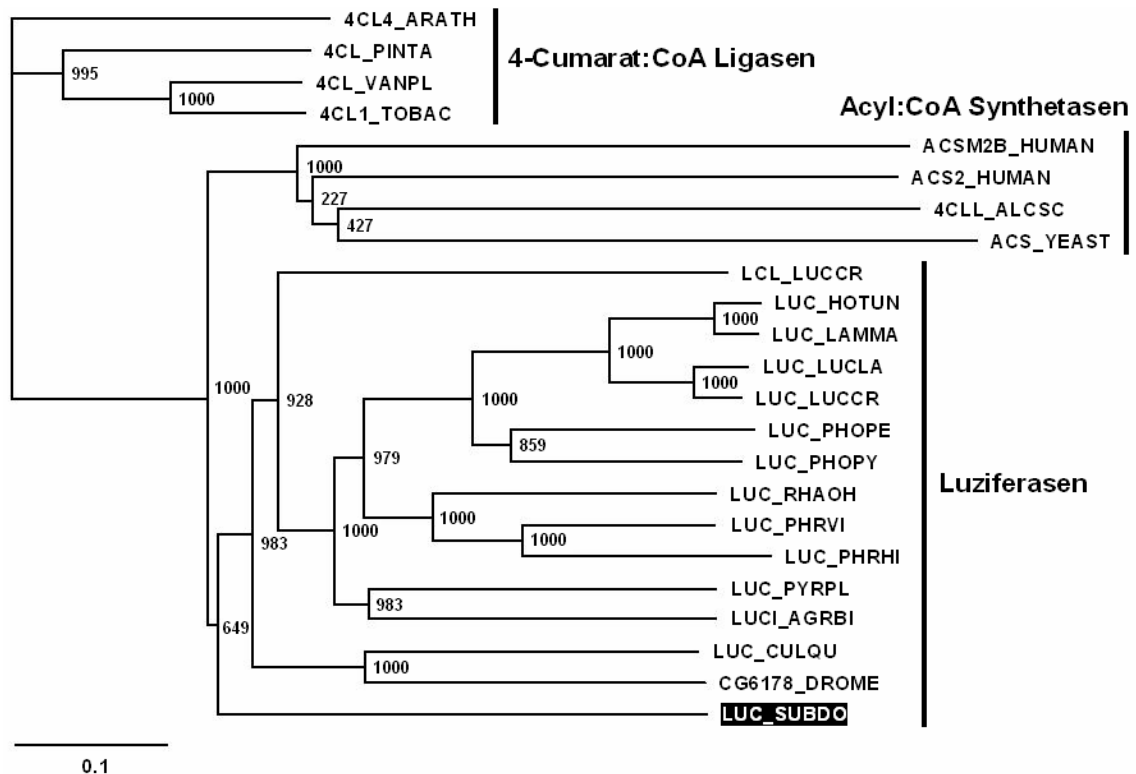 4CL4_ARATH
4CL_PINTA
4-Cumarat:CoA Ligasen
995
4CL_VANPL
1000
4CL1_TOBAC
Acyl:CoA Synthetasen
ACSM2B_HUMAN
1000
ACS2_HUMAN
227
4CLL_ALCSC
427
ACS_YEAST
LCL_LUCCR
LUC_HOTUN
1000
LUC_LAMMA
1000
LUC_LUCLA
1000
1000
LUC_LUCCR
928
1000
LUC_PHOPE
859
979
LUC_PHOPY
Luziferasen
LUC_RHAOH
1000
LUC_PHRVI
1000
1000
983
LUC_PHRHI
LUC_PYRPL
983
LUCI_AGRBI
649
LUC_CULQU
1000
CG6178_DROME
LUC_SUBDO
0.1